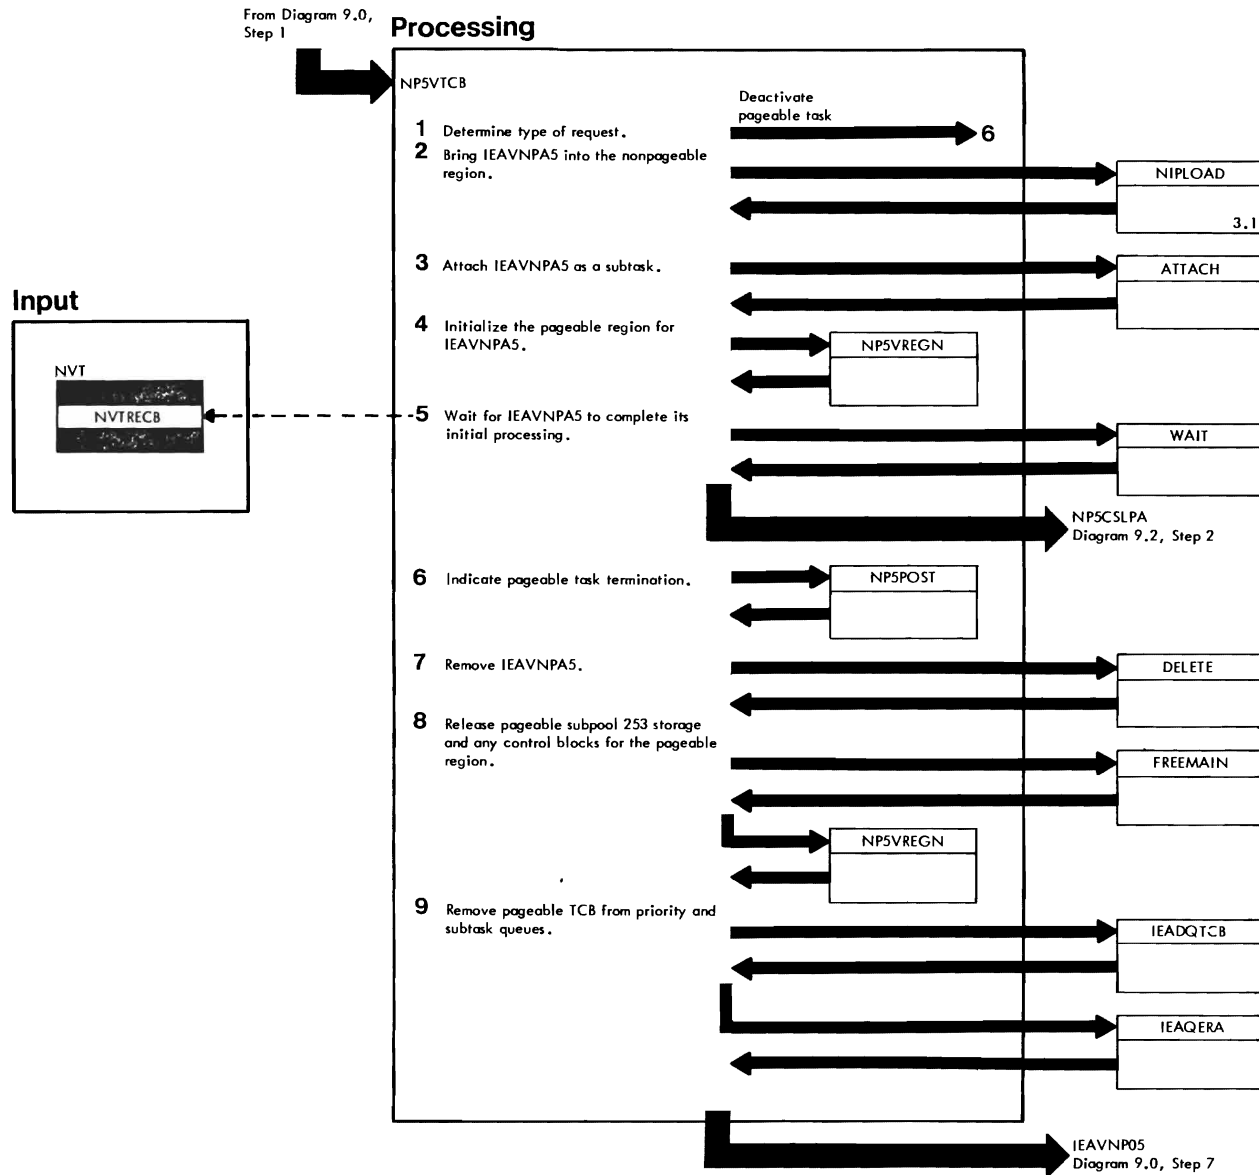 From Diagram 9.0,
Step 1
Processing
NP5VTCB
Deactivate
pageable task
1 Determine type of request.
6
2 Bring IEAVNPA5 into the nonpageable
region.
NIPLOAD
3.1
3 Attach IEAVNPA5 as a subtask.
ATTACH
Input
4 Initialize the pageable region for
IEAVNPA5.
NP5VREGN
NVT
NVTRECB
5 Wait for IEAVNPA5 to complete its
initial processing.
WAIT
NP5CSLPA
Diagram 9.2, Step 2
6 Indicate pageable task termination.
NP5POST
7 Remove IEAVNPA5.
DELETE
8 Release pageable subpool 253 storage
and any control blocks for the pageable
region.
FREEMAIN
NP5VREGN
9 Remove pageable TCB from priority and
subtask queues.
IEADQTCB
IEAQERA
IEAVNP05
Diagram 9.0, Step 7